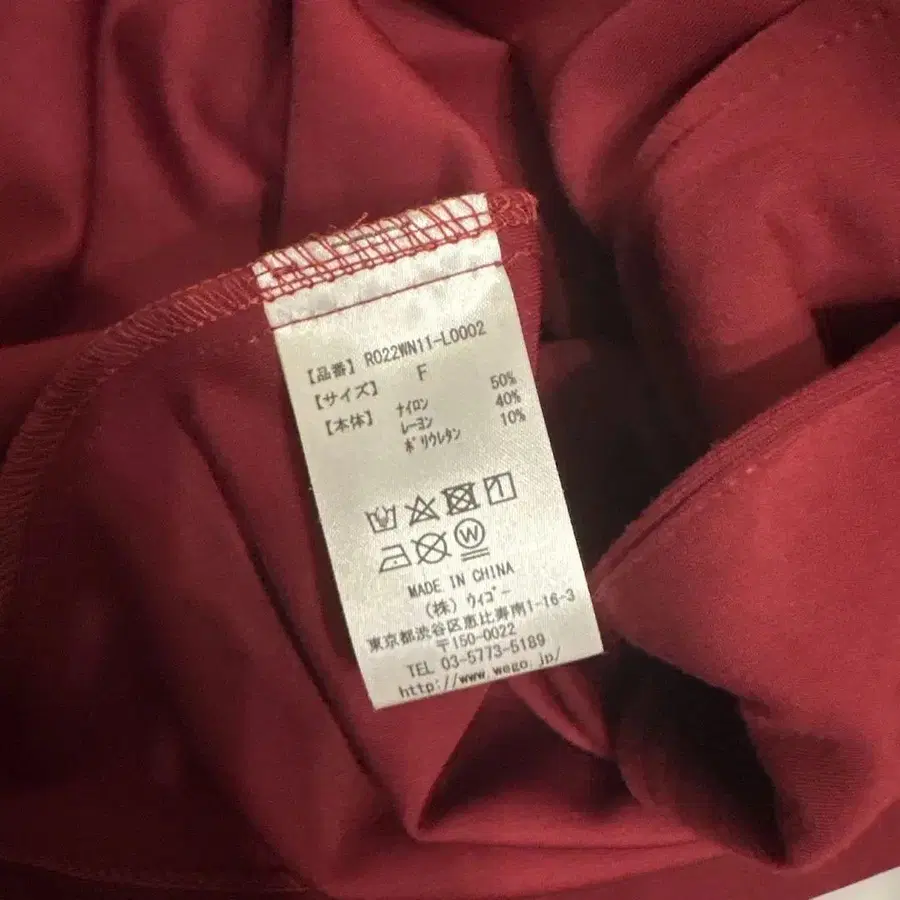 【品番】 R022WN11-L0002
【サイズ】 F
【本体】 ナイロン 50%
レーヨン 40%
ポリウレタン 10%
W
MADE IN CHINA
(株) ウィゴー
東京都渋谷区恵比寿南1-16-3
〒150-0022
TEL 03-5773-5189
http://www.wego.jp/